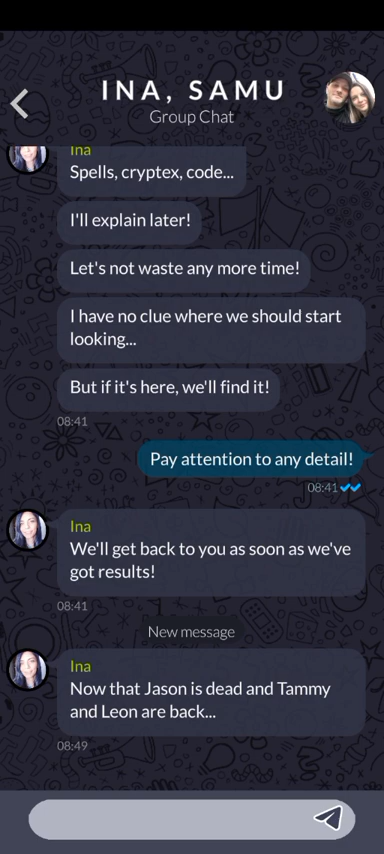 INA, SAMU
Group Chat
Ina
Spells, cryptex, code...
I'll explain later!
Let's not waste any more time!
I have no clue where we should start
looking...
But if it's here, we'll find it!
08:41
Pay attention to any detail!
08:41
Ina
We'll get back to you as soon as we've
got results!
08:41
New message
Ina
Now that Jason is dead and Tammy
and Leon are back...
08:49